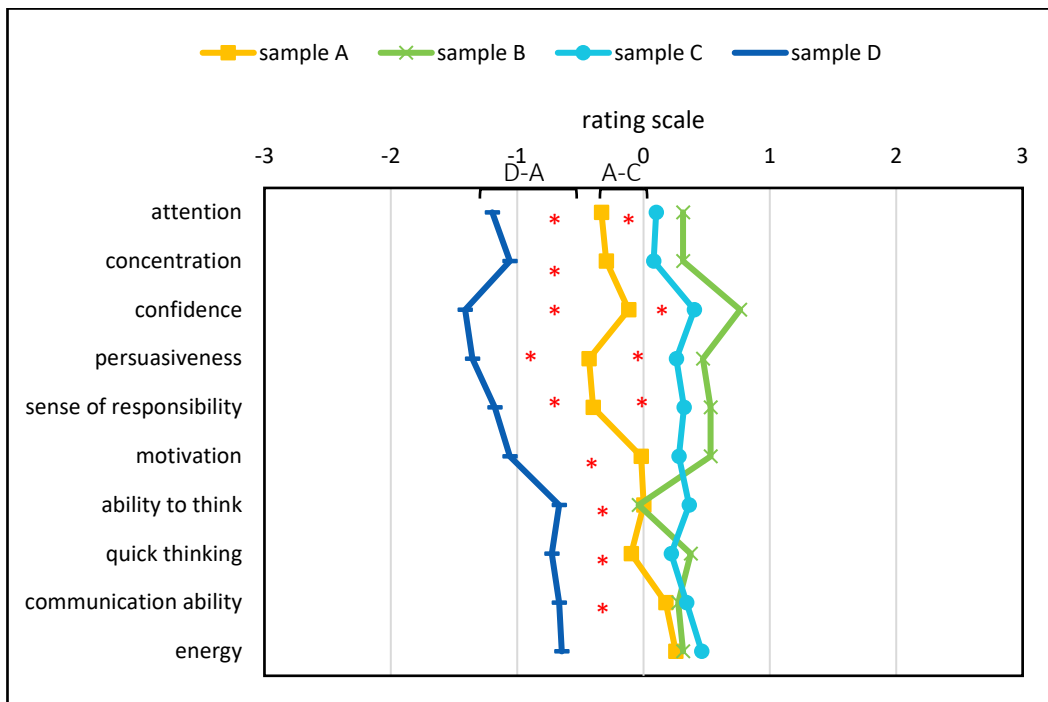 sample A sample B sample C sample D
rating scale
-3 -2 -1 0 1 2 3
D-A A-C
attention * *
concentration *
confidence * *
persuasiveness * *
sense of responsibility * *
motivation *
ability to think *
quick thinking *
communication ability *
energy